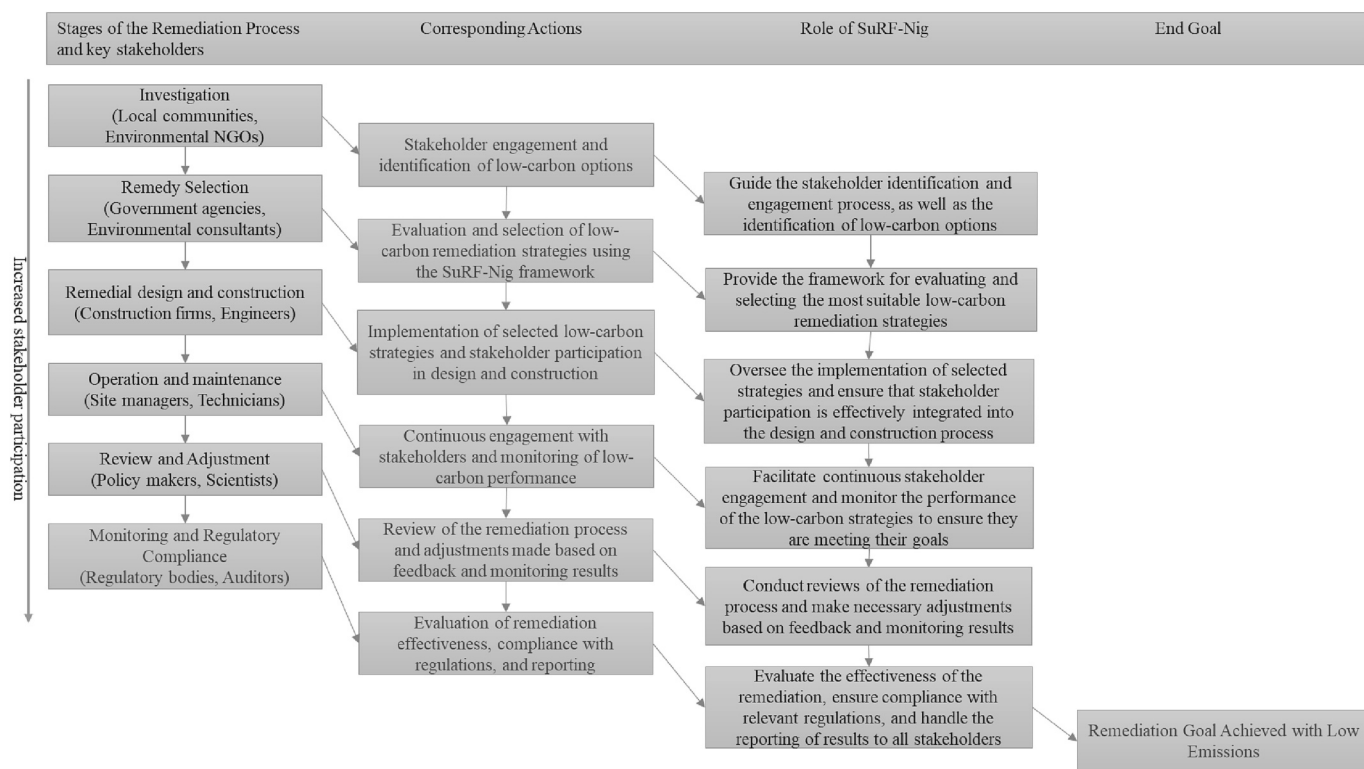 Stages of the Remediation Process
and key stakeholders
Corresponding Actions
Role of SuRF-Nig
End Goal
Increased stakeholder participation
Investigation
(Local communities,
Environmental NGOs)
Remedy Selection
(Government agencies,
Environmental consultants)
Remedial design and construction
(Construction firms, Engineers)
Operation and maintenance
(Site managers, Technicians)
Review and Adjustment
(Policy makers, Scientists)
Monitoring and Regulatory
Compliance
(Regulatory bodies, Auditors)
Stakeholder engagement and
identification of low-carbon options
Evaluation and selection of low-
carbon remediation strategies using
the SuRF-Nig framework
Implementation of selected low-carbon
strategies and stakeholder participation
in design and construction
Continuous engagement with
stakeholders and monitoring of low-
carbon performance
Review of the remediation process
and adjustments made based on
feedback and monitoring results
Evaluation of remediation
effectiveness, compliance with
regulations, and reporting
Guide the stakeholder identification and
engagement process, as well as the
identification of low-carbon options
Provide the framework for evaluating and
selecting the most suitable low-carbon
remediation strategies
Oversee the implementation of selected
strategies and ensure that stakeholder
participation is effectively integrated into
the design and construction process
Facilitate continuous stakeholder
engagement and monitor the performance
of the low-carbon strategies to ensure they
are meeting their goals
Conduct reviews of the remediation
process and make necessary adjustments
based on feedback and monitoring results
Evaluate the effectiveness of the
remediation, ensure compliance with
relevant regulations, and handle the
reporting of results to all stakeholders
Remediation Goal Achieved with Low
Emissions